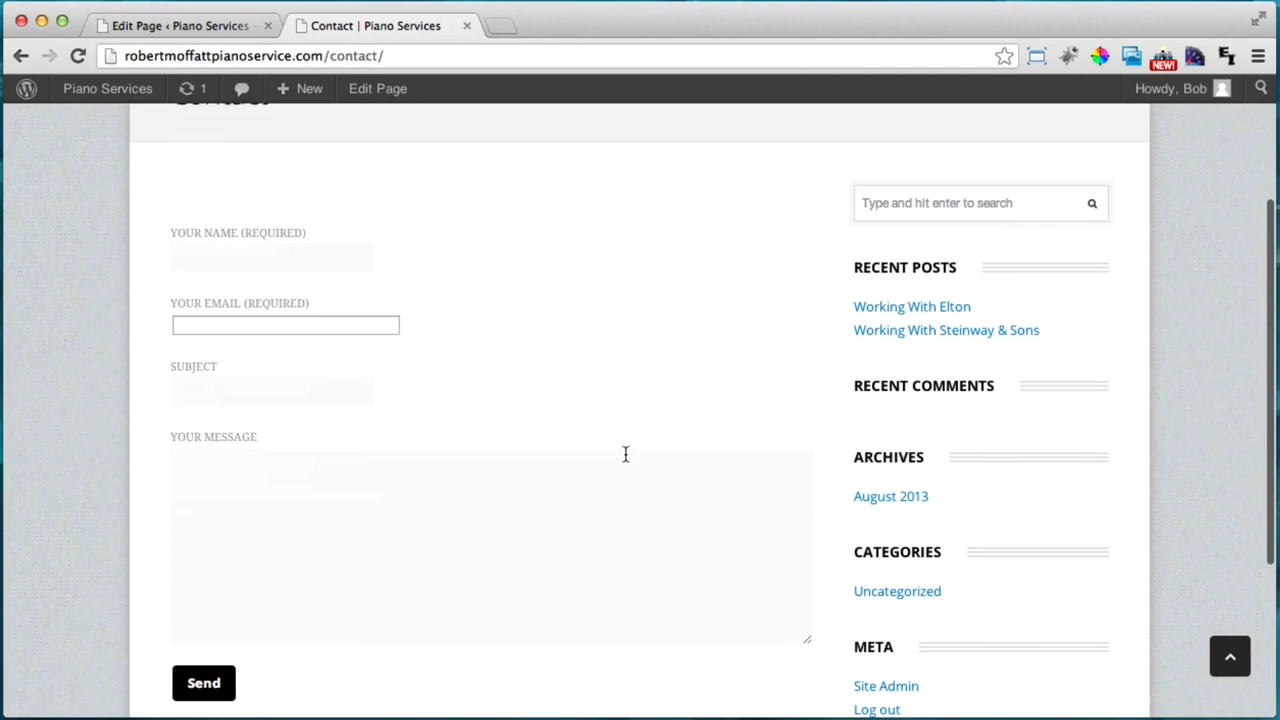 Edit Page ‹ Piano Services
Contact | Piano Services
robertmoffattpianoservice.com/contact/
NEW!
Piano Services
1
New
Edit Page
Howdy, Bob
YOUR NAME (REQUIRED)
YOUR EMAIL (REQUIRED)
SUBJECT
YOUR MESSAGE
Send
Type and hit enter to search
RECENT POSTS
Working With Elton
Working With Steinway & Sons
RECENT COMMENTS
ARCHIVES
August 2013
CATEGORIES
Uncategorized
META
Site Admin
Log out